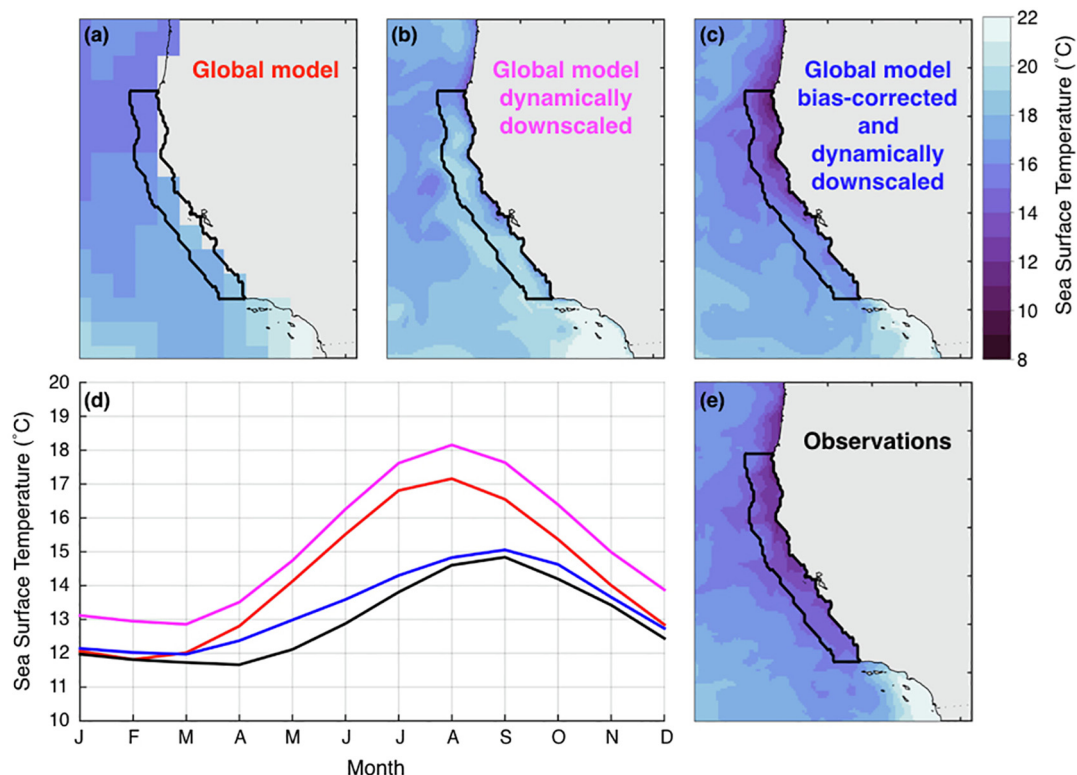 (a)
Global model
(b)
Global model
dynamically
downscaled
(c)
Global model
bias-corrected
and
dynamically
downscaled
22
20
18
16
14
12
10
8
Sea Surface Temperature (˚C)
(d)
20
19
18
17
16
15
14
13
12
11
10
Sea Surface Temperature (˚C)
J F M A M J J A S O N D
Month
(e)
Observations